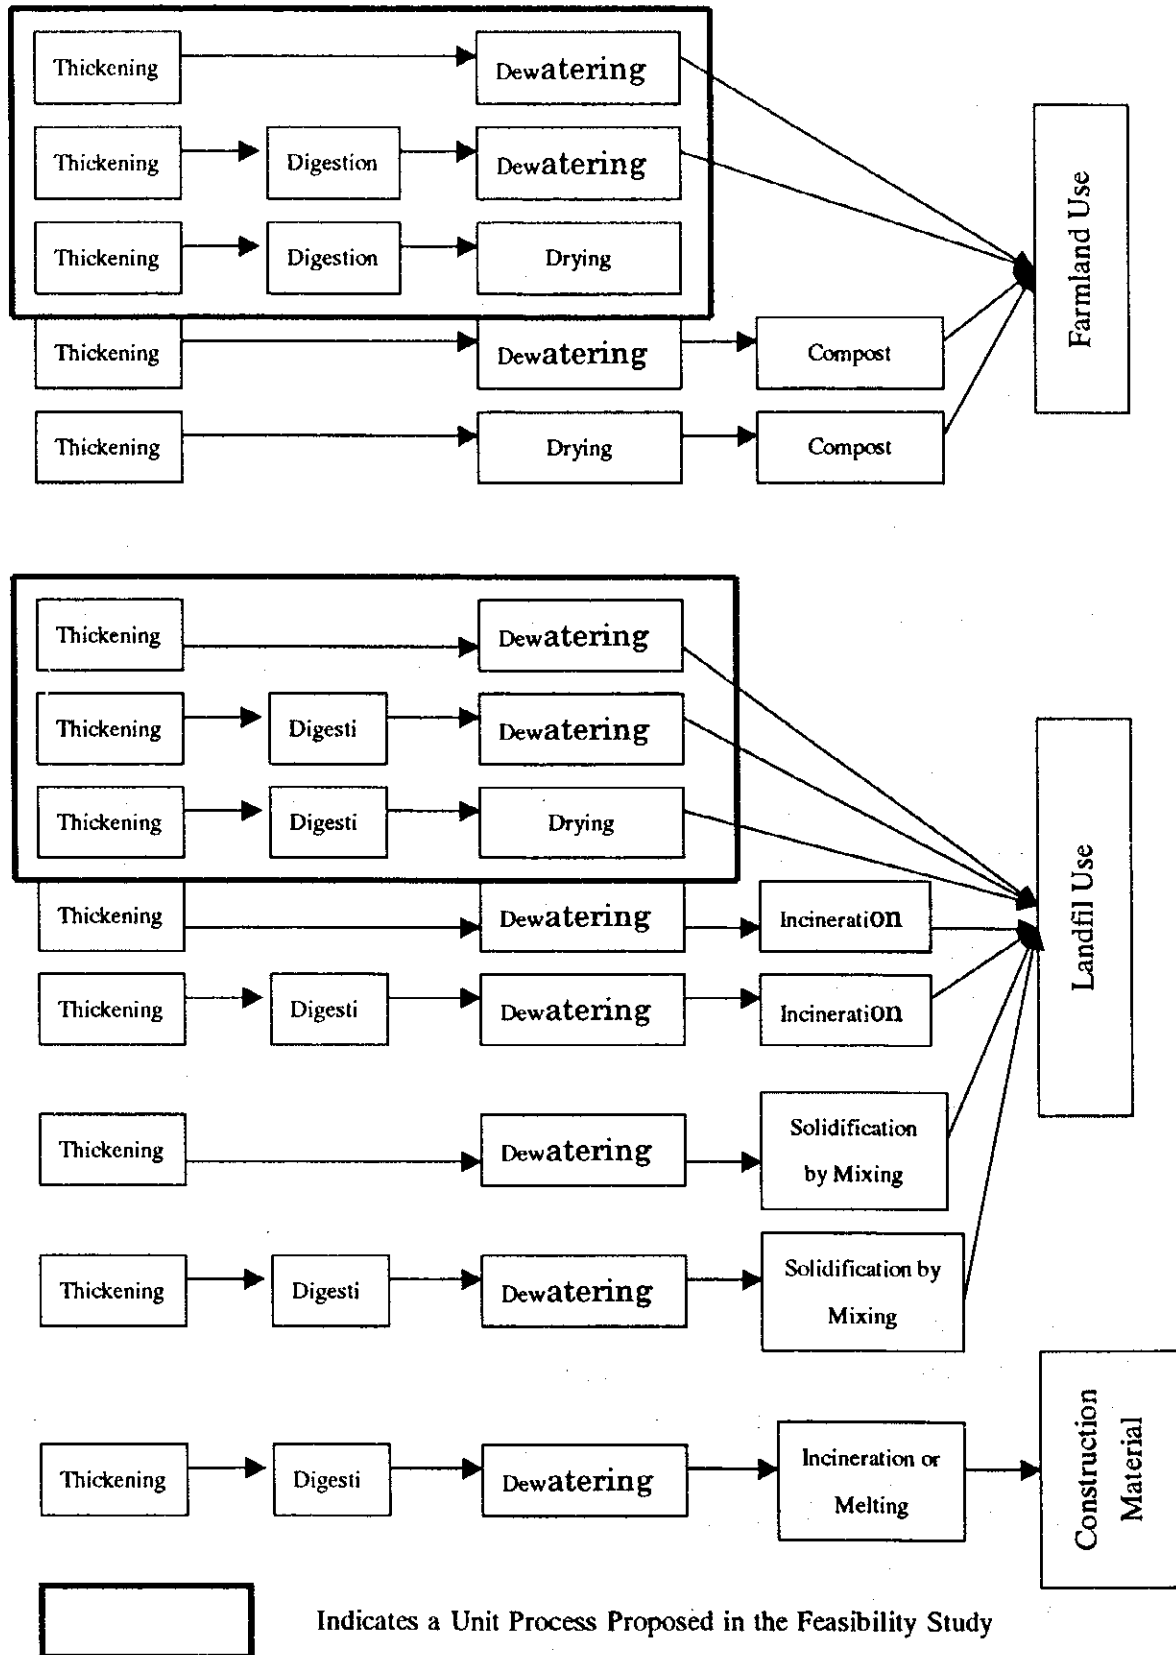 Thickening
Dewatering
Thickening
Digestion
Dewatering
Thickening
Digestion
Drying
Thickening
Dewatering
Compost
Thickening
Drying
Compost
Farmland Use
Thickening
Dewatering
Thickening
Digesti
Dewatering
Thickening
Digesti
Drying
Thickening
Dewatering
Incineration
Thickening
Digesti
Dewatering
Incineration
Thickening
Dewatering
Solidification
by Mixing
Thickening
Digesti
Dewatering
Solidification by
Mixing
Landfil Use
Thickening
Digesti
Dewatering
Incineration or
Melting
Construction
Material
Indicates a Unit Process Proposed in the Feasibility Study